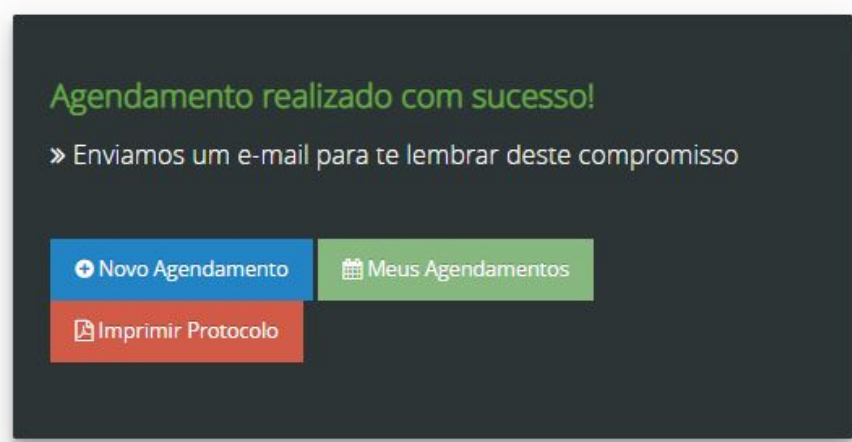 Agendamento realizado com sucesso!
» Enviamos um e-mail para te lembrar deste compromisso
Novo Agendamento
Meus Agendamentos
Imprimir Protocolo